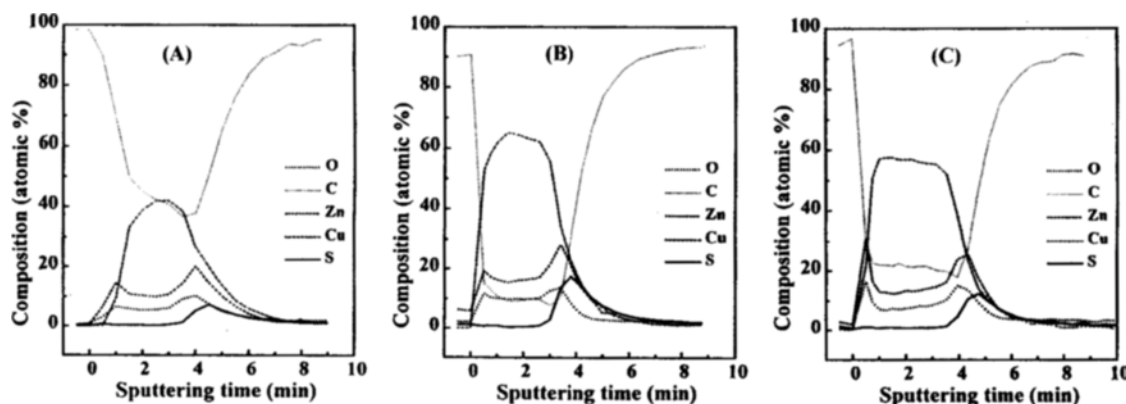 (A)
Composition (atomic %)
100
80
60
40
20
0
O
C
Zn
Cu
S
0 2 4 6 8 10
Sputtering time (min)
(B)
Composition (atomic %)
100
80
60
40
20
0
O
C
Zn
Cu
S
0 2 4 6 8 10
Sputtering time (min)
(C)
Composition (atomic %)
100
80
60
40
20
0
O
C
Zn
Cu
S
0 2 4 6 8 10
Sputtering time (min)